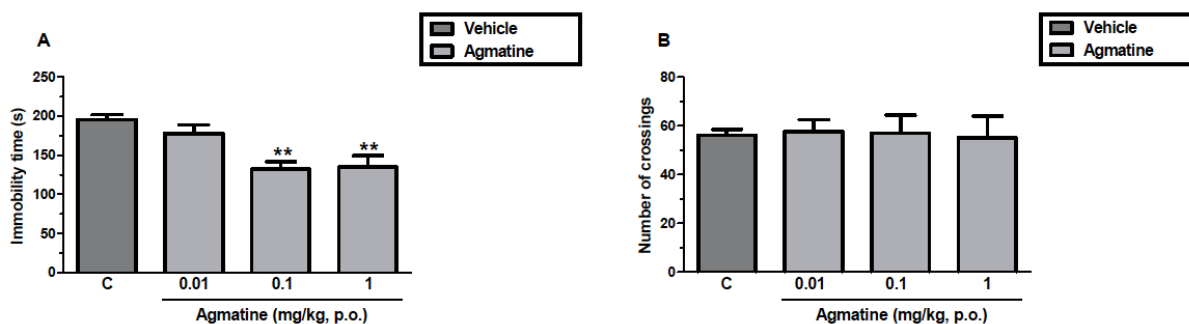 A
Vehicle
Agmatine
Immobility time (s)
250
200
150
100
50
0
**
**
C
0.01
0.1
1
Agmatine (mg/kg, p.o.)
B
Vehicle
Agmatine
Number of crossings
80
60
40
20
0
C
0.01
0.1
1
Agmatine (mg/kg, p.o.)